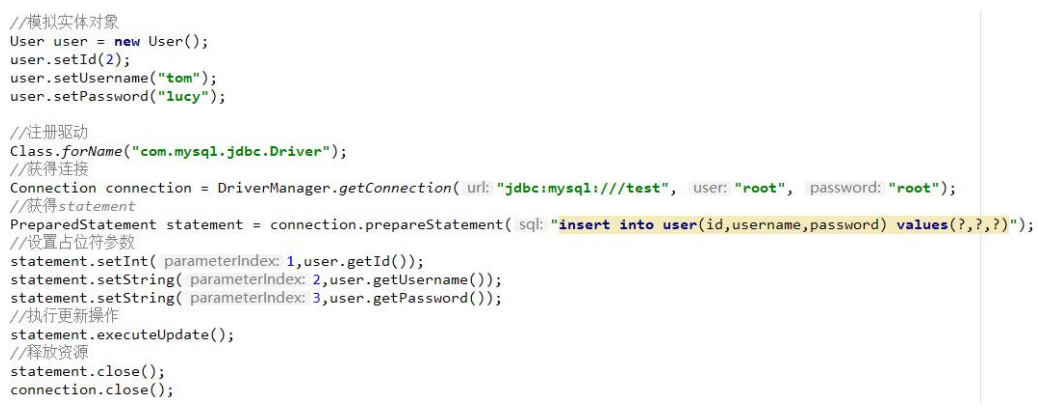 //模拟实体对象
User user = new User();
user.setId(2);
user.setUsername("tom");
user.setPassword("lucy");
//注册驱动
Class.forName("com.mysql.jdbc.Driver");
//获得连接
Connection connection = DriverManager.getConnection( url: "jdbc:mysql:///test", user: "root", password: "root");
//获得statement
PreparedStatement statement = connection.prepareStatement( sql: "insert into user(id,username,password) values(?,?,?)");
//设置占位符参数
statement.setInt( parameterIndex: 1,user.getId());
statement.setString( parameterIndex: 2,user.getUsername());
statement.setString( parameterIndex: 3,user.getPassword());
//执行更新操作
statement.executeUpdate();
//释放资源
statement.close();
connection.close();